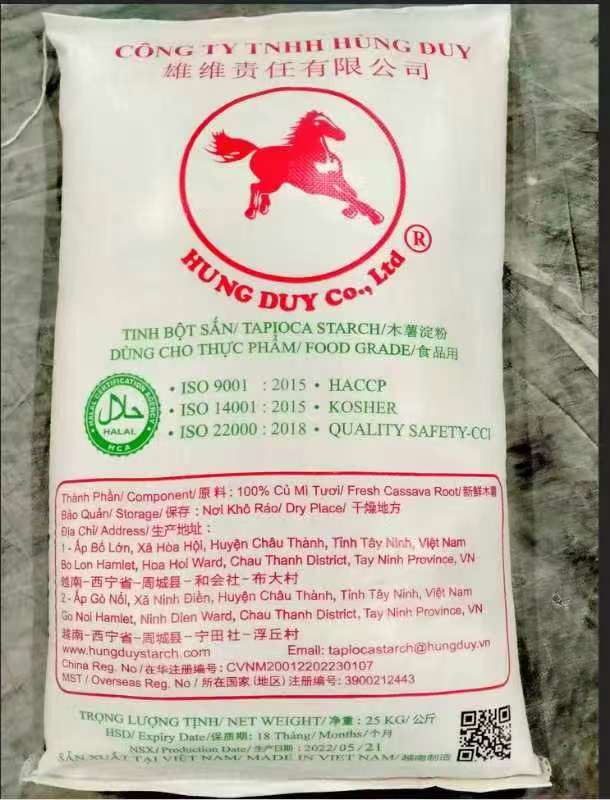 CÔNG TY TNHH HÙNG DUY
雄维责任有限公司
HÙNG DUY Co., Ltd ®
TINH BỘT SẮN/ TAPIOCA STARCH/木薯淀粉
DÙNG CHO THỰC PHẨM/ FOOD GRADE/食品用
HALAL CERTIFICATION AGENCY
حلال
HALAL
HCA
· ISO 9001 : 2015 · HACCP
· ISO 14001 : 2015 · KOSHER
· ISO 22000 : 2018 · QUALITY SAFETY-CCI
Thành Phần/ Component/原 料 : 100% Củ Mì Tươi/ Fresh Cassava Root/新鲜木薯
Bảo Quản/ Storage/保存 : Nơi Khô Ráo/ Dry Place/ 干燥地方
Địa Chỉ/ Address/生产地址 :
1 - Ấp Bố Lớn, Xã Hòa Hội, Huyện Châu Thành, Tỉnh Tây Ninh, Việt Nam
Bo Lon Hamlet, Hoa Hoi Ward, Chau Thanh District, Tay Ninh Province, VN
越南-西宁省-周城县-和会社-布大村
2 - Ấp Gò Nổi, Xã Ninh Điền, Huyện Châu Thành, Tỉnh Tây Ninh, Việt Nam
Go Noi Hamlet, Ninh Dien Ward, Chau Thanh District, Tay Ninh Province, VN
越南-西宁省-周城县-宁田社-浮丘村
www.hungduystarch.com Email: tapiocastarch@hungduy.vn
China Reg. No/在华注册编号: CVNM20012202230107
MST / Overseas Reg. No / 所在国家 (地区) 注册编号: 3900212443
TRỌNG LƯỢNG TỊNH/ NET WEIGHT/ 净重: 25 KG/ 公斤
HSD/ Expiry Date/保质期: 18 Tháng/ Months/个月
NSX/Production Date/生产日期: 2022/05/21
SẢN XUẤT TẠI VIỆT NAM/ MADE IN VIETNAM/越南制造